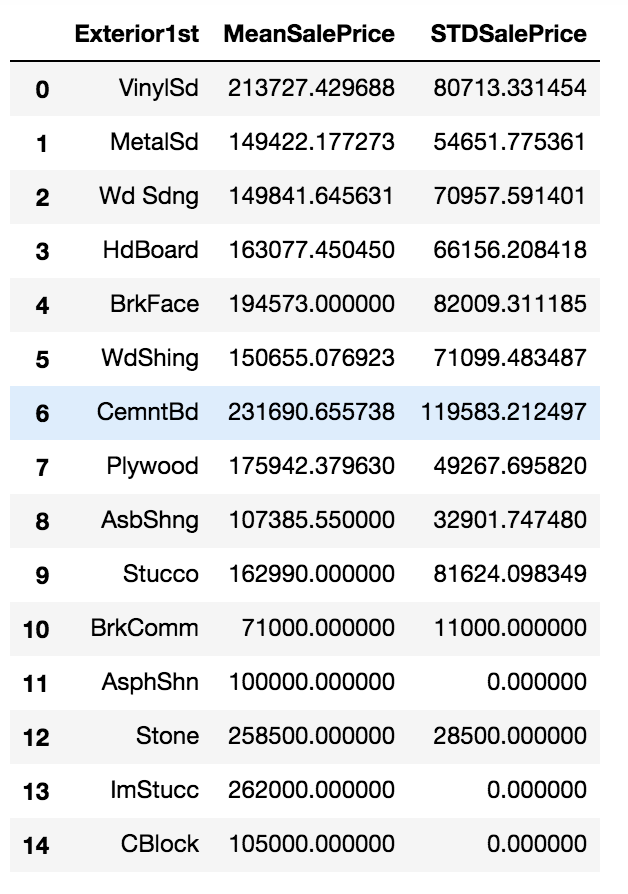 Exterior1st MeanSalePrice STDSalePrice
0 VinylSd 213727.429688 80713.331454
1 MetalSd 149422.177273 54651.775361
2 Wd Sdng 149841.645631 70957.591401
3 HdBoard 163077.450450 66156.208418
4 BrkFace 194573.000000 82009.311185
5 WdShing 150655.076923 71099.483487
6 CemntBd 231690.655738 119583.212497
7 Plywood 175942.379630 49267.695820
8 AsbShng 107385.550000 32901.747480
9 Stucco 162990.000000 81624.098349
10 BrkComm 71000.000000 11000.000000
11 AsphShn 100000.000000 0.000000
12 Stone 258500.000000 28500.000000
13 ImStucc 262000.000000 0.000000
14 CBlock 105000.000000 0.000000